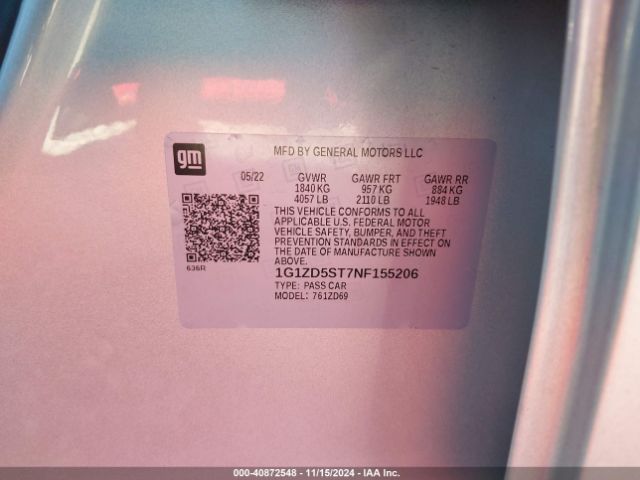 gm
MFD BY GENERAL MOTORS LLC
05/22 GVWR GAWR FRT GAWR RR
1840 KG 957 KG 884 KG
4057 LB 2110 LB 1948 LB
THIS VEHICLE CONFORMS TO ALL
APPLICABLE U.S. FEDERAL MOTOR
VEHICLE SAFETY, BUMPER, AND THEFT
PREVENTION STANDARDS IN EFFECT ON
THE DATE OF MANUFACTURE SHOWN
ABOVE.
636R
1G1ZD5ST7NF155206
TYPE: PASS CAR
MODEL: 761ZD69
000-40872548 - 11/15/2024 - IAA Inc.